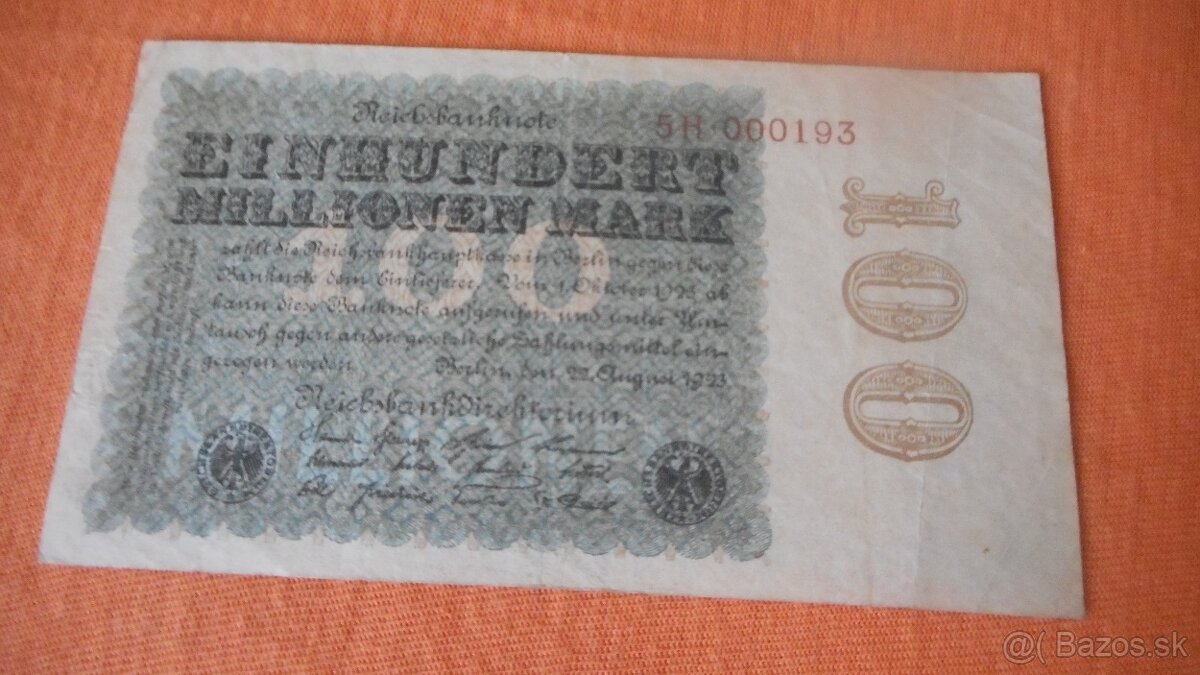 Reichsbanknote
5H·000193
EINHUNDERT
MILLIONEN MARK
100
zahlt die Reichsbankhauptkasse in Berlin gegen diese
Banknote dem Einlieferer. Vom 1. Oktober 1923 ab
kann diese Banknote aufgerufen und unter Um-
tausch gegen andere gesetzliche Zahlungsmittel ein-
gezogen werden
Berlin, den 22. August 1923
Reichsbankdirektorium
100
@( Bazos.sk